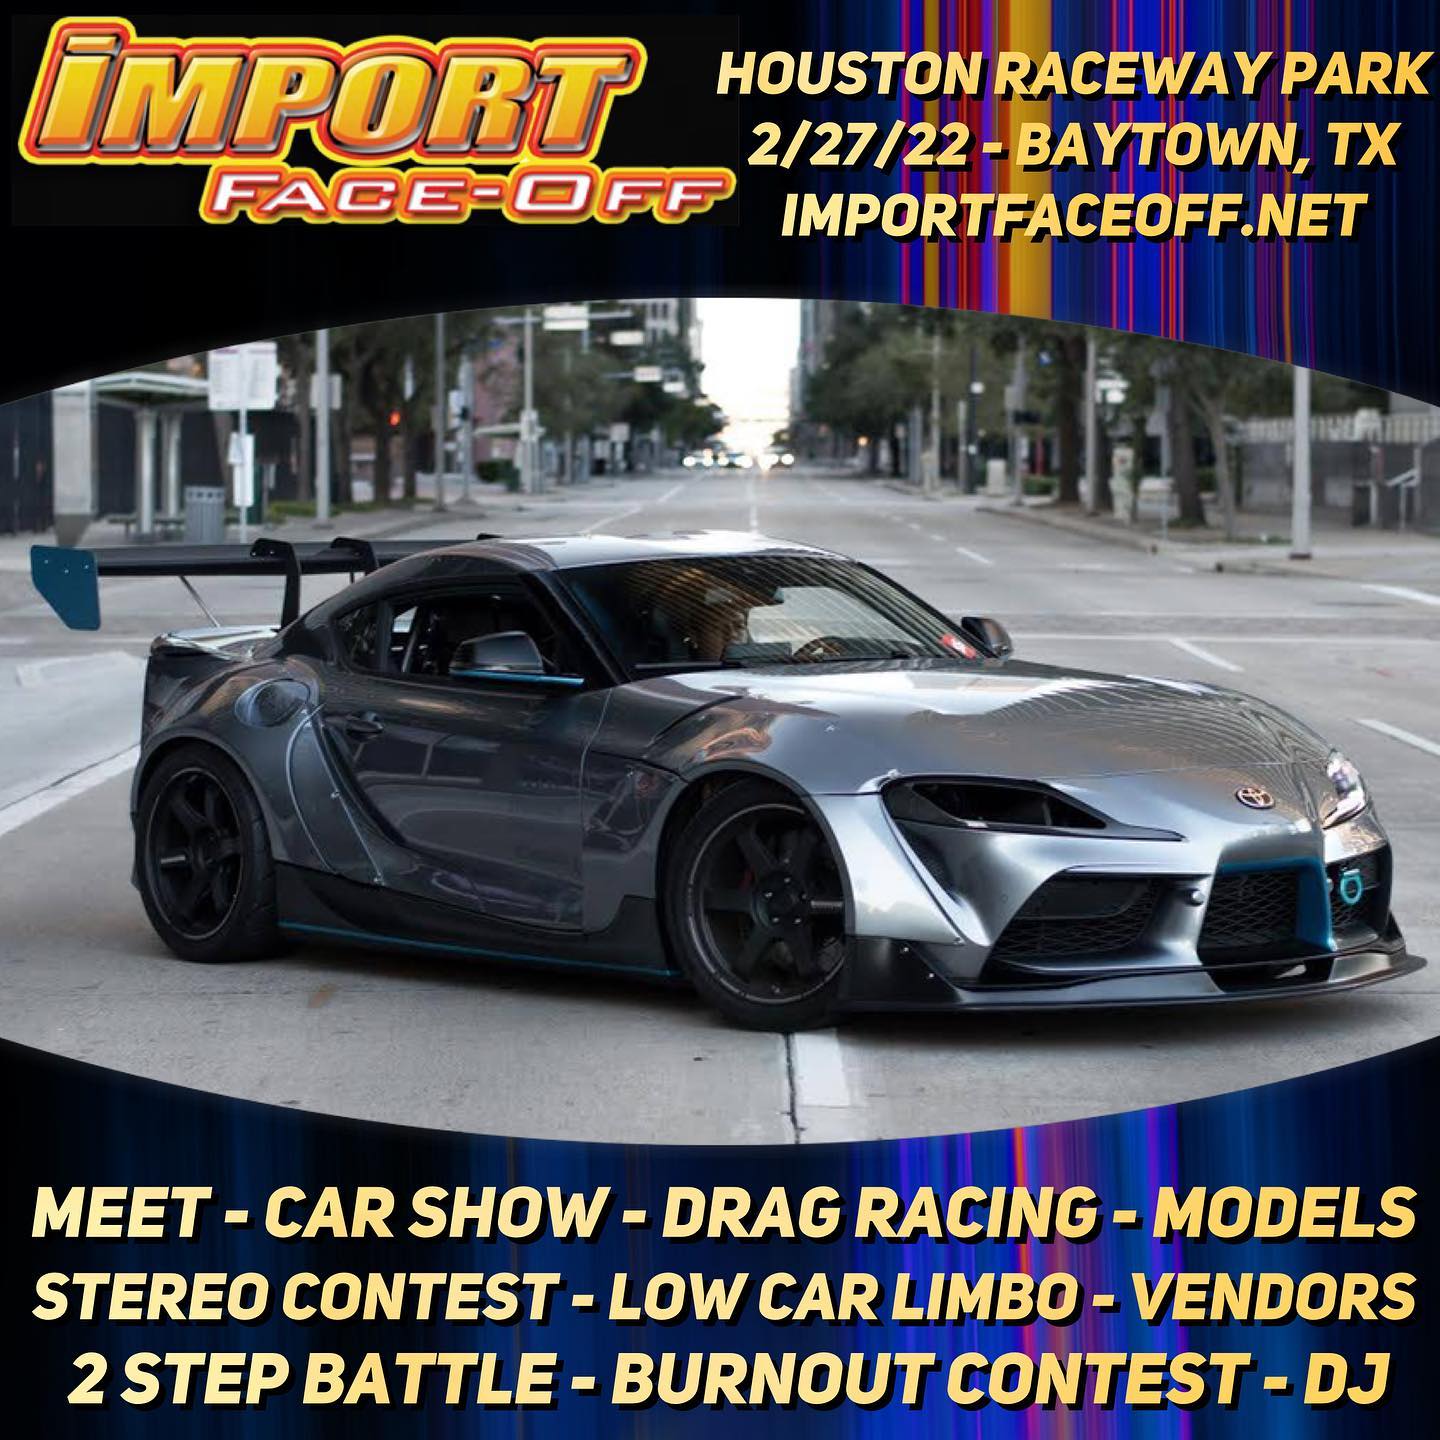 iMPORT
FACE-OFF
HOUSTON RACEWAY PARK
2/27/22 - BAYTOWN, TX
IMPORTFACEOFF.NET
MEET - CAR SHOW - DRAG RACING - MODELS
STEREO CONTEST - LOW CAR LIMBO - VENDORS
2 STEP BATTLE - BURNOUT CONTEST - DJ